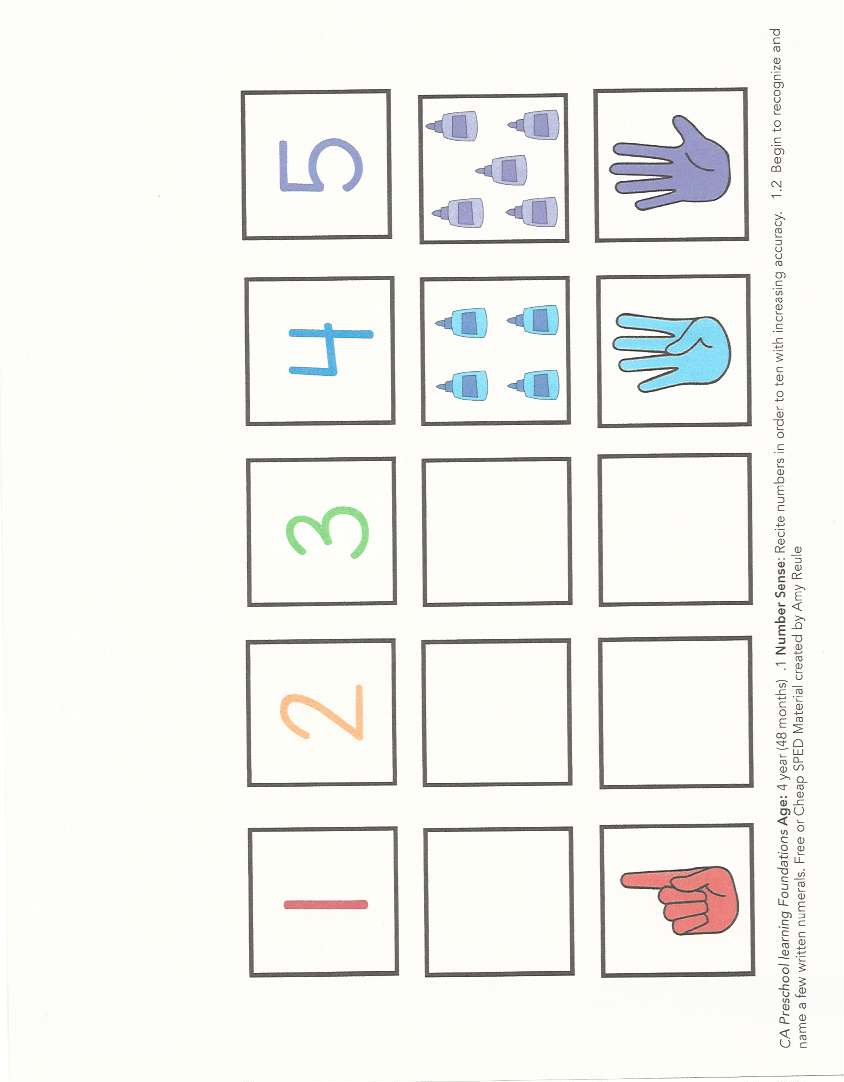 1 2 3 4 5
CA Preschool learning Foundations Age: 4 year (48 months) .1 Number Sense: Recite numbers in order to ten with increasing accuracy. 1.2 Begin to recognize and
name a few written numerals. Free or Cheap SPED Material created by Amy Reule